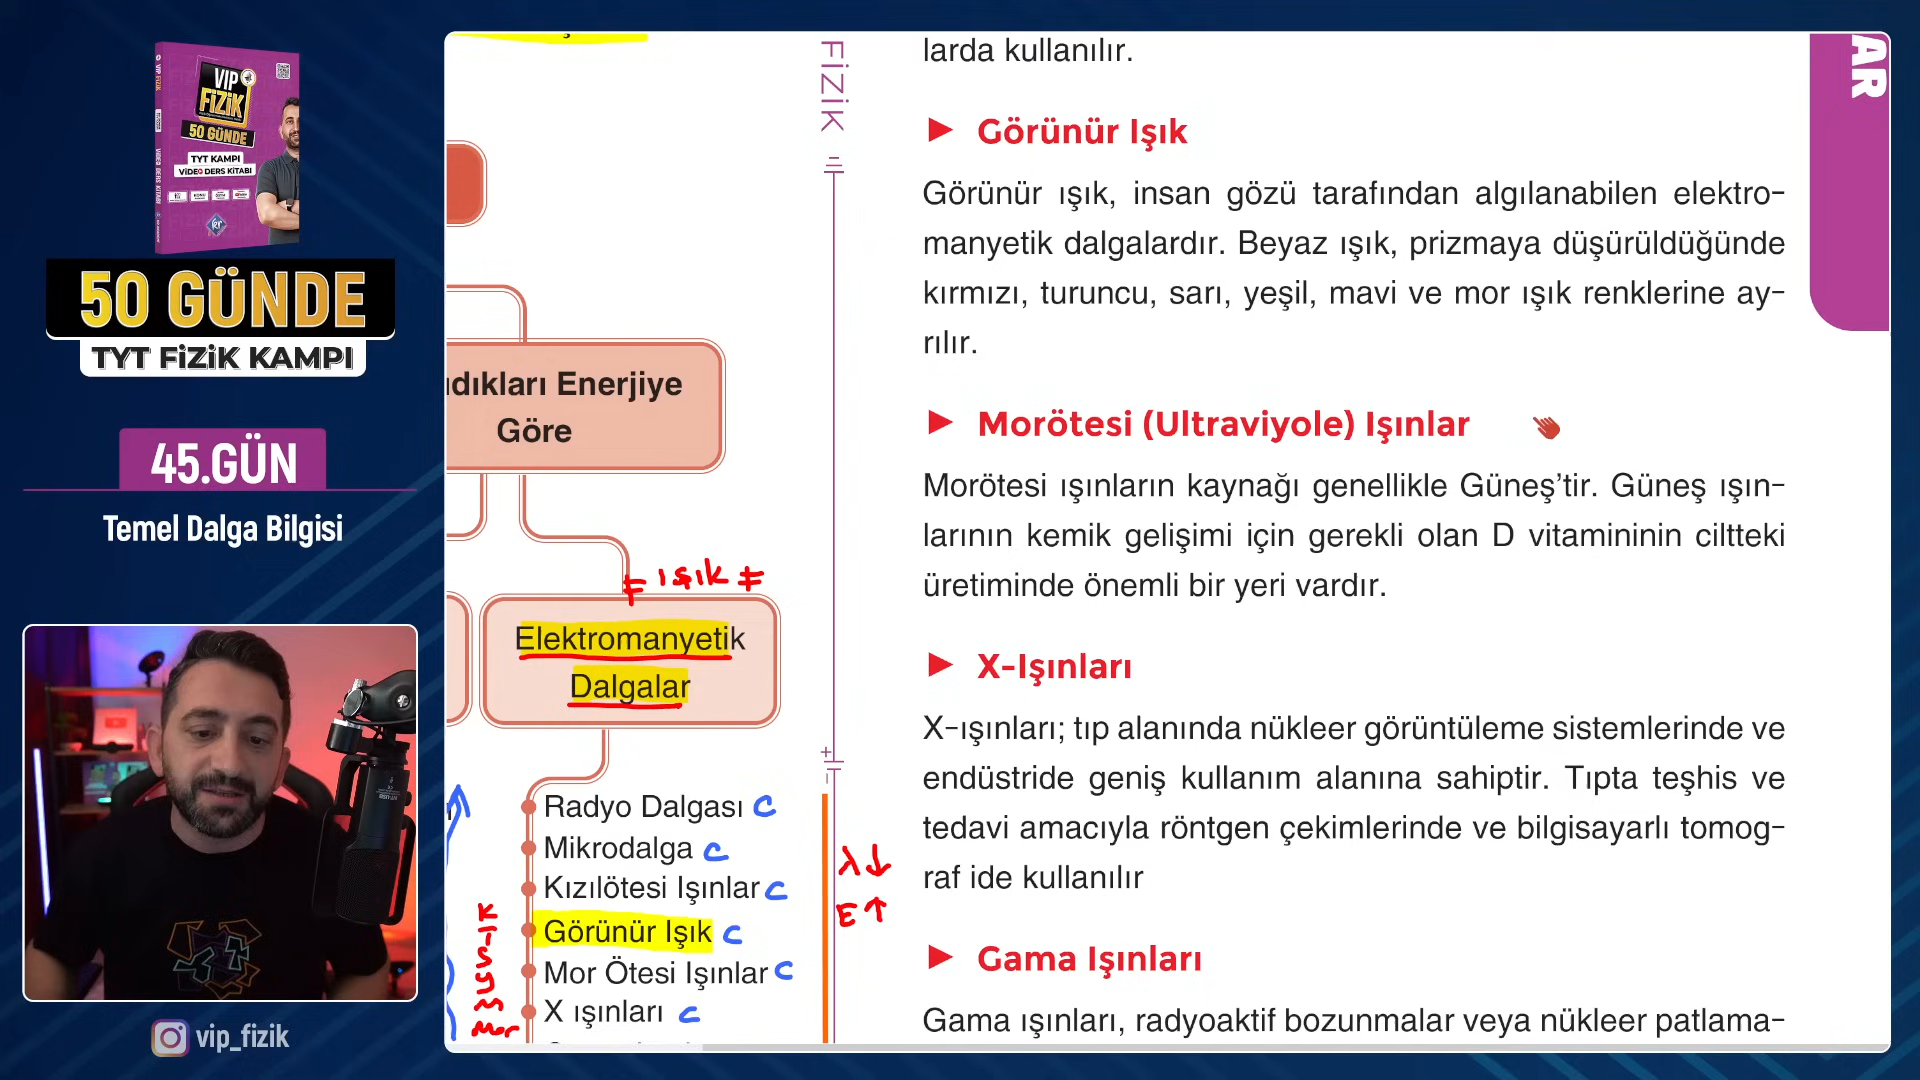 VIP
FİZİK
50 GÜNDE
TYT KAMPI
VİDEO DERS KİTABI
50 GÜNDE
TYT FİZİK KAMPI
45.GÜN
Temel Dalga Bilgisi
vip_fizik
dıkları Enerjiye
Göre
ışık
Elektromanyetik
Dalgalar
Radyo Dalgası c
Mikrodalga c
Kızılötesi Işınlar c
Görünür Işık c
Mor Ötesi Işınlar c
X ışınları c
Mor
λ↓
E↑
FİZİK
AR
larda kullanılır.
Görünür Işık
Görünür ışık, insan gözü tarafından algılanabilen elektro-
manyetik dalgalardır. Beyaz ışık, prizmaya düşürüldüğünde
kırmızı, turuncu, sarı, yeşil, mavi ve mor ışık renklerine ay-
rılır.
Morötesi (Ultraviyole) Işınlar
Morötesi ışınların kaynağı genellikle Güneş’tir. Güneş ışın-
larının kemik gelişimi için gerekli olan D vitamininin ciltteki
üretiminde önemli bir yeri vardır.
X-Işınları
X-ışınları; tıp alanında nükleer görüntüleme sistemlerinde ve
endüstride geniş kullanım alanına sahiptir. Tıpta teşhis ve
tedavi amacıyla röntgen çekimlerinde ve bilgisayarlı tomog-
raf ide kullanılır
Gama Işınları
Gama ışınları, radyoaktif bozunmalar veya nükleer patlama-